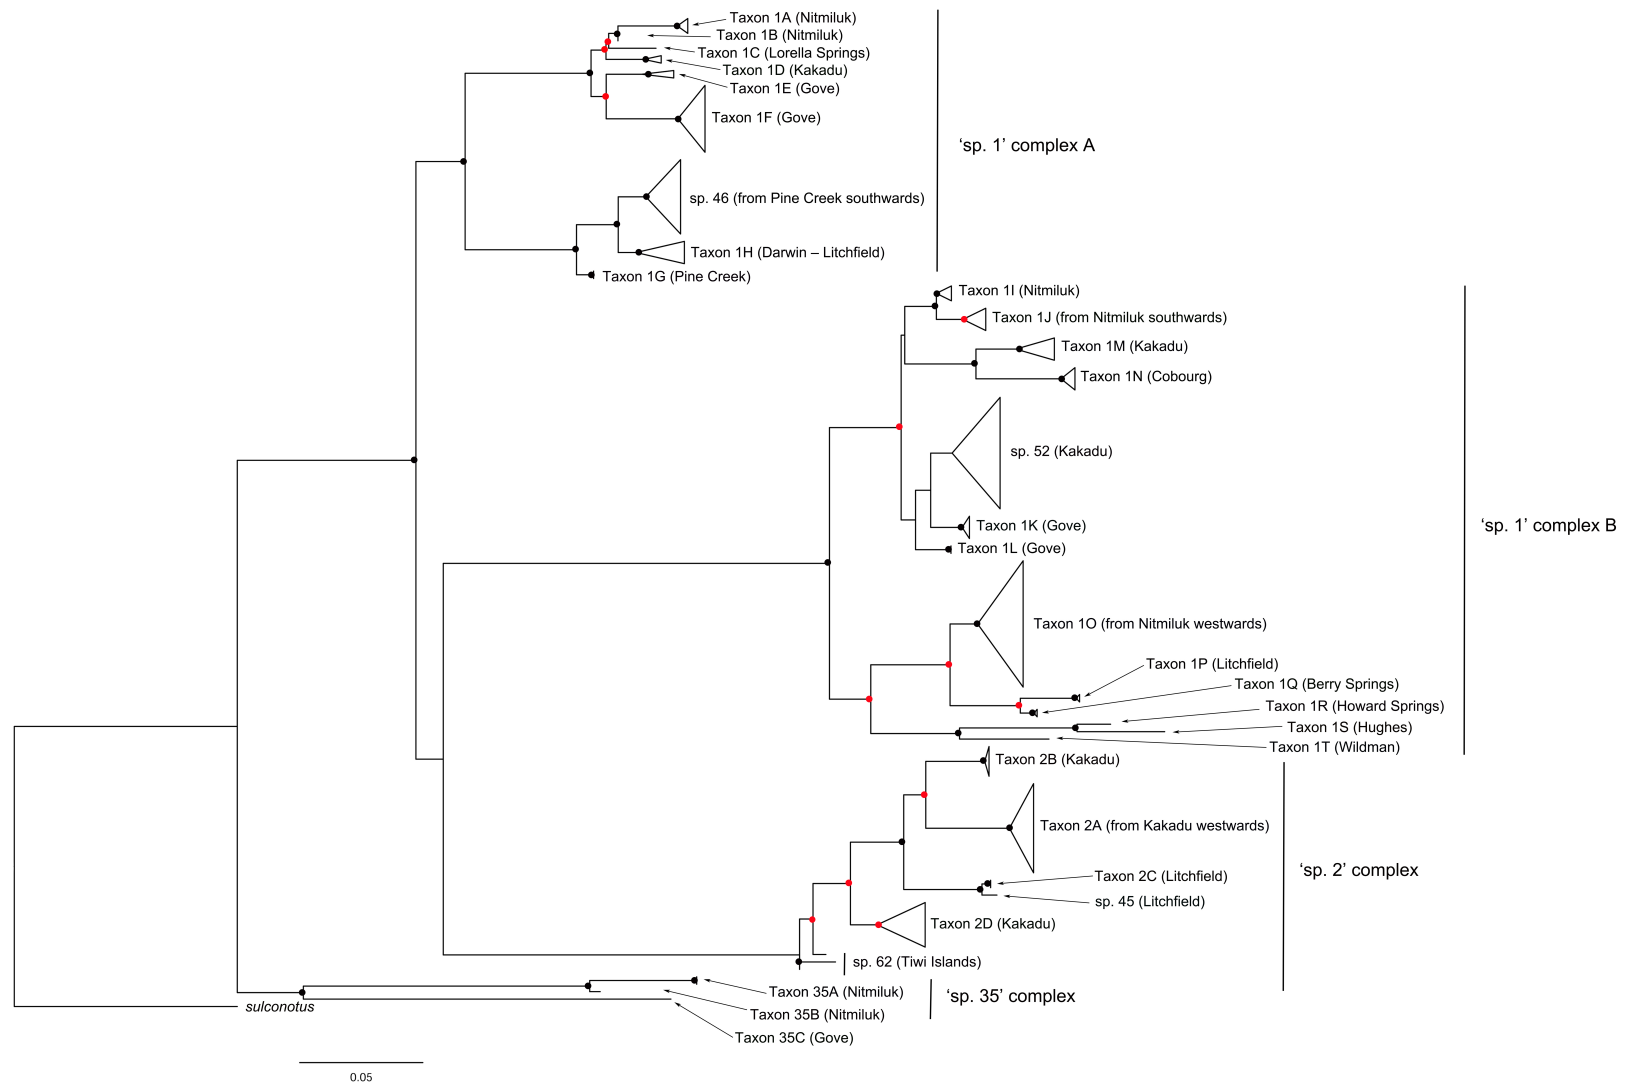 Taxon 1A (Nitmiluk)
Taxon 1B (Nitmiluk)
Taxon 1C (Lorella Springs)
Taxon 1D (Kakadu)
Taxon 1E (Gove)
Taxon 1F (Gove)
‘sp. 1’ complex A
sp. 46 (from Pine Creek southwards)
Taxon 1H (Darwin – Litchfield)
Taxon 1G (Pine Creek)
Taxon 1I (Nitmiluk)
Taxon 1J (from Nitmiluk southwards)
Taxon 1M (Kakadu)
Taxon 1N (Cobourg)
sp. 52 (Kakadu)
Taxon 1K (Gove)
‘sp. 1’ complex B
Taxon 1L (Gove)
Taxon 1O (from Nitmiluk westwards)
Taxon 1P (Litchfield)
Taxon 1Q (Berry Springs)
Taxon 1R (Howard Springs)
Taxon 1S (Hughes)
Taxon 1T (Wildman)
Taxon 2B (Kakadu)
Taxon 2A (from Kakadu westwards)
‘sp. 2’ complex
Taxon 2C (Litchfield)
sp. 45 (Litchfield)
Taxon 2D (Kakadu)
sp. 62 (Tiwi Islands)
Taxon 35A (Nitmiluk)
‘sp. 35’ complex
sulconotus
Taxon 35B (Nitmiluk)
Taxon 35C (Gove)
0.05